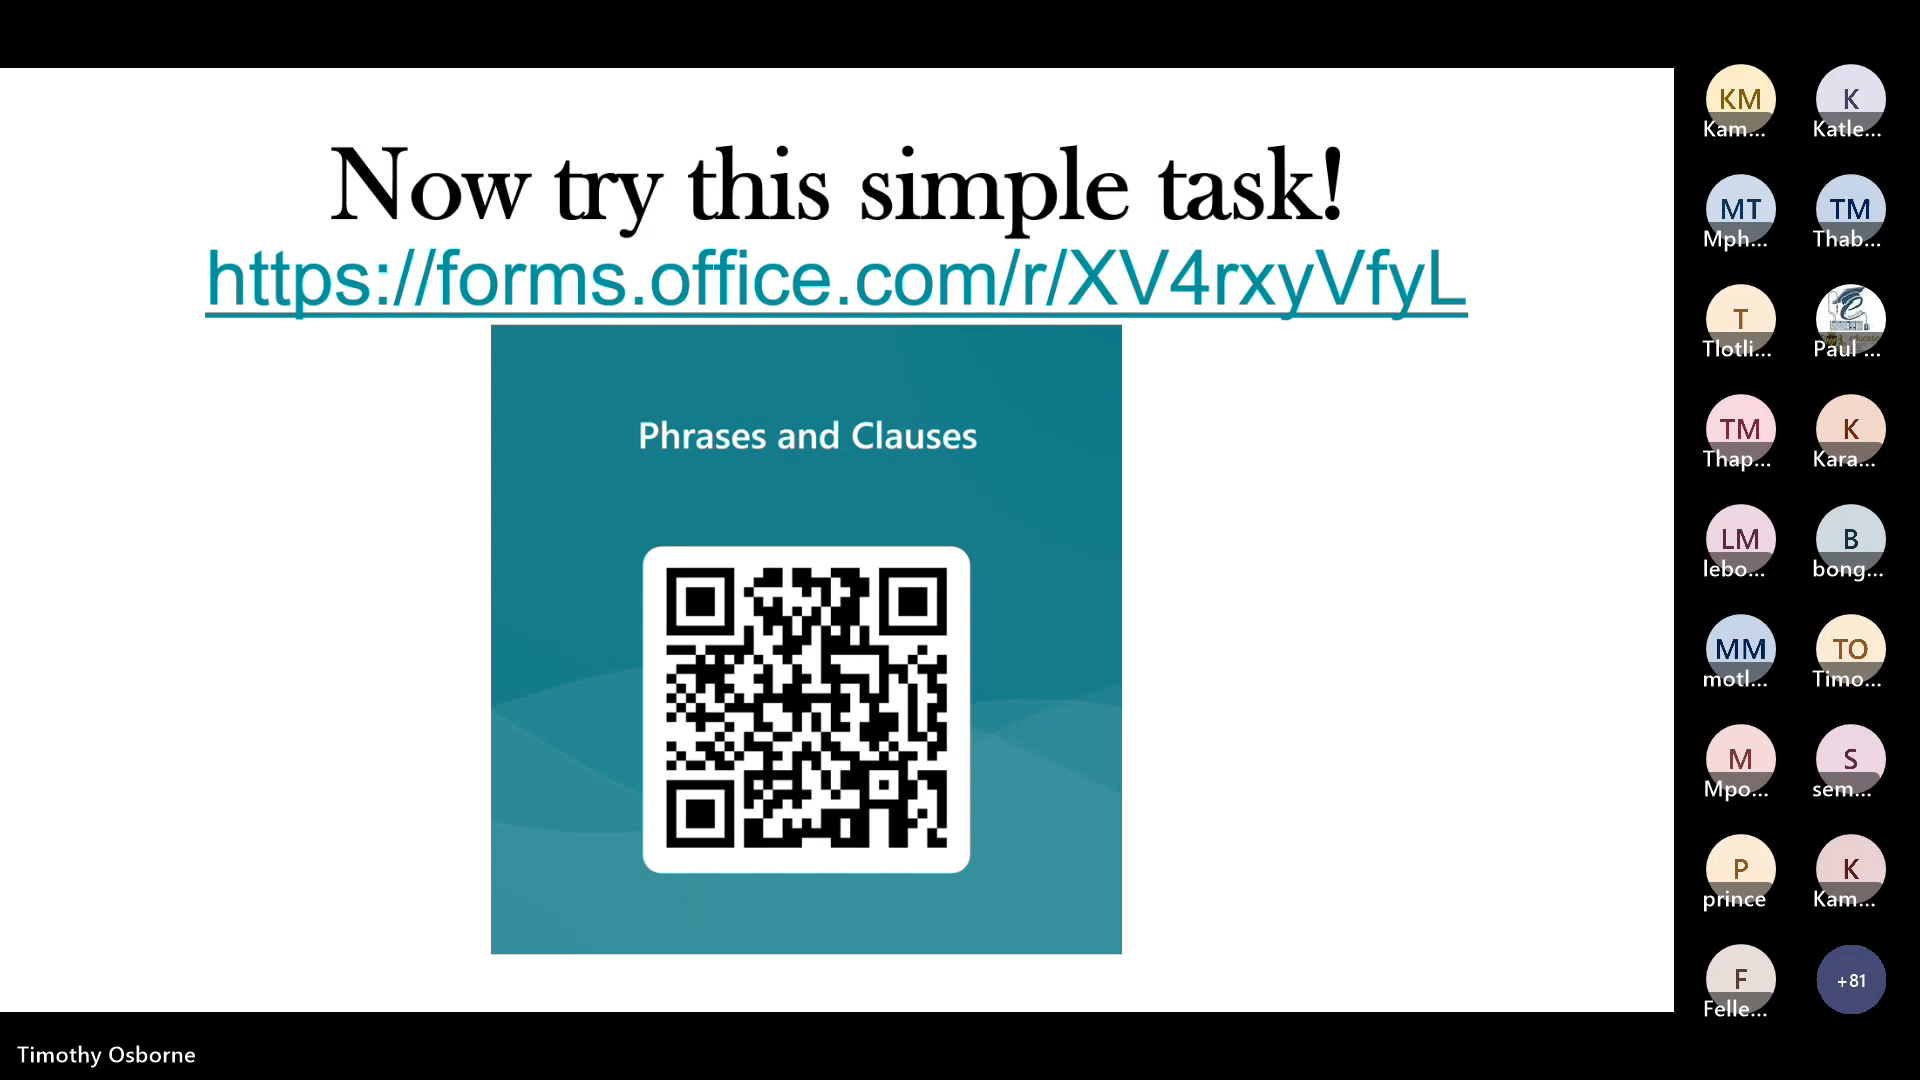 Now try this simple task!
https://forms.office.com/r/XV4rxyVfyL
Phrases and Clauses
KM
Kam...
K
Katle...
MT
Mph...
TM
Thab...
T
Tlotli...
Paul ...
TM
Thap...
K
Kara...
LM
lebo...
B
bong...
MM
motl...
TO
Timo...
M
Mpo...
S
sem...
P
prince
K
Kam...
F
Felle...
+81
Timothy Osborne